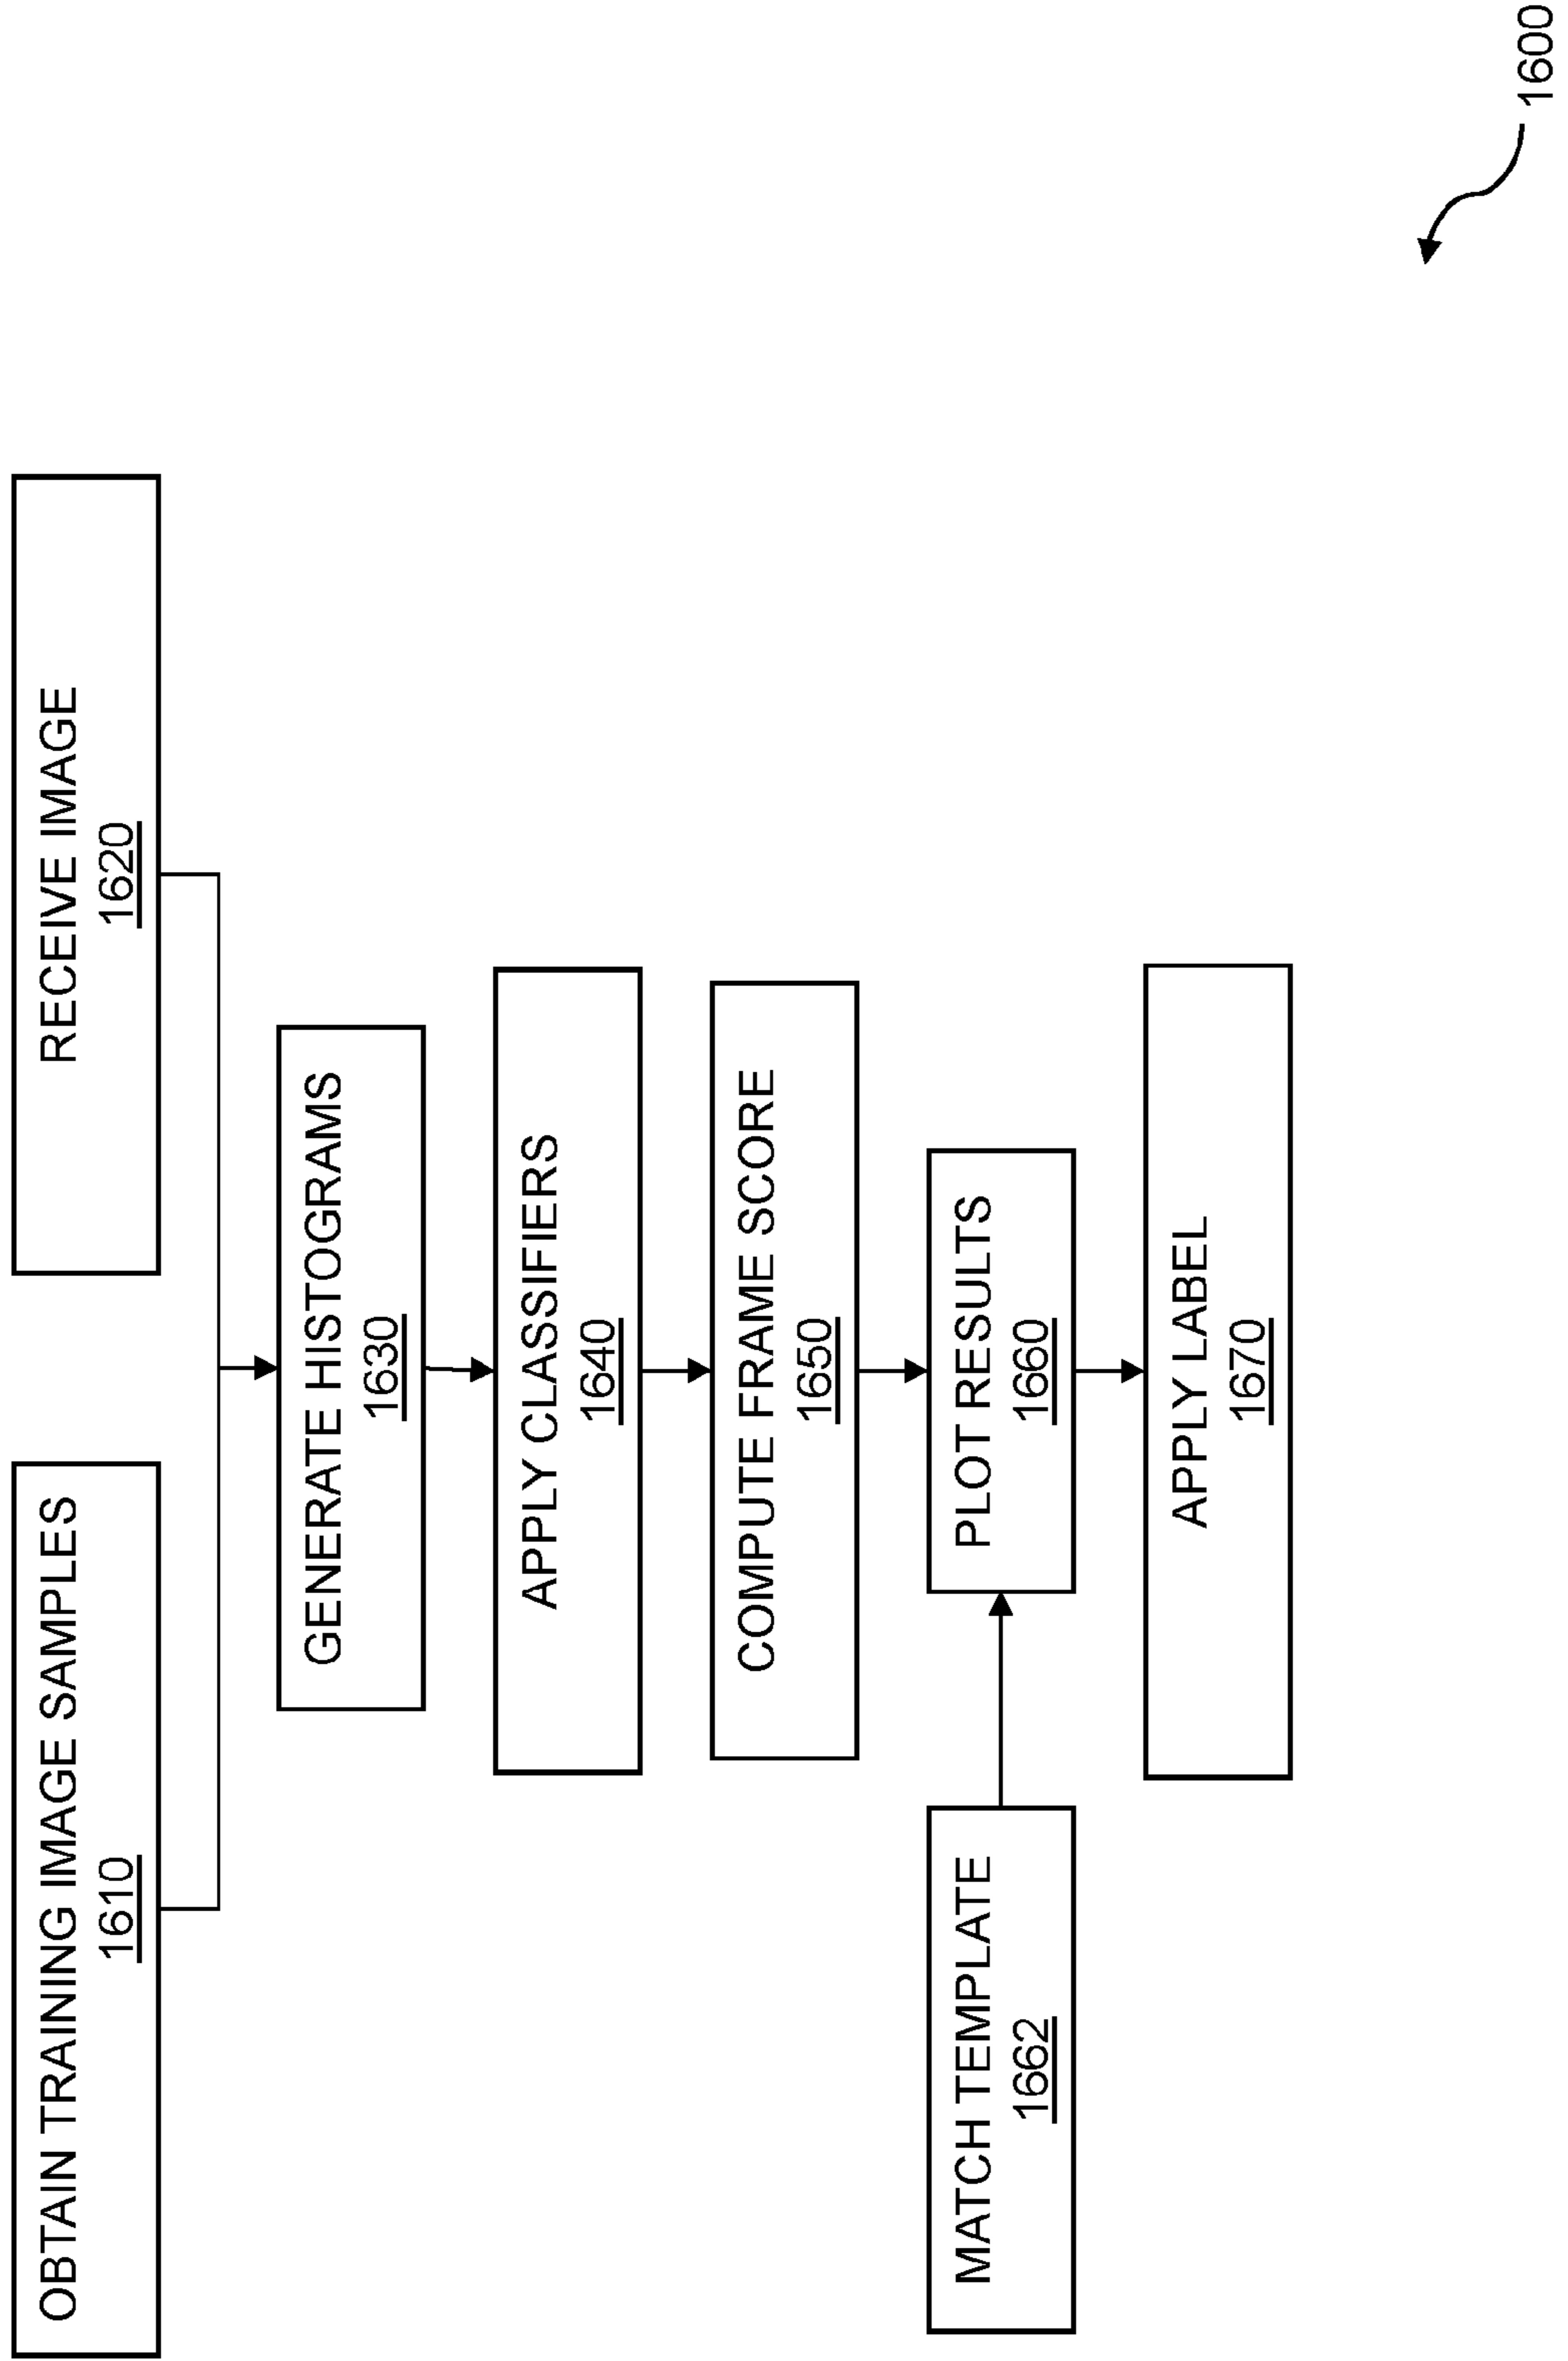 OBTAIN TRAINING IMAGE SAMPLES
1610
RECEIVE IMAGE
1620
GENERATE HISTOGRAMS
1630
APPLY CLASSIFIERS
1640
COMPUTE FRAME SCORE
1650
MATCH TEMPLATE
1662
PLOT RESULTS
1660
APPLY LABEL
1670
1600